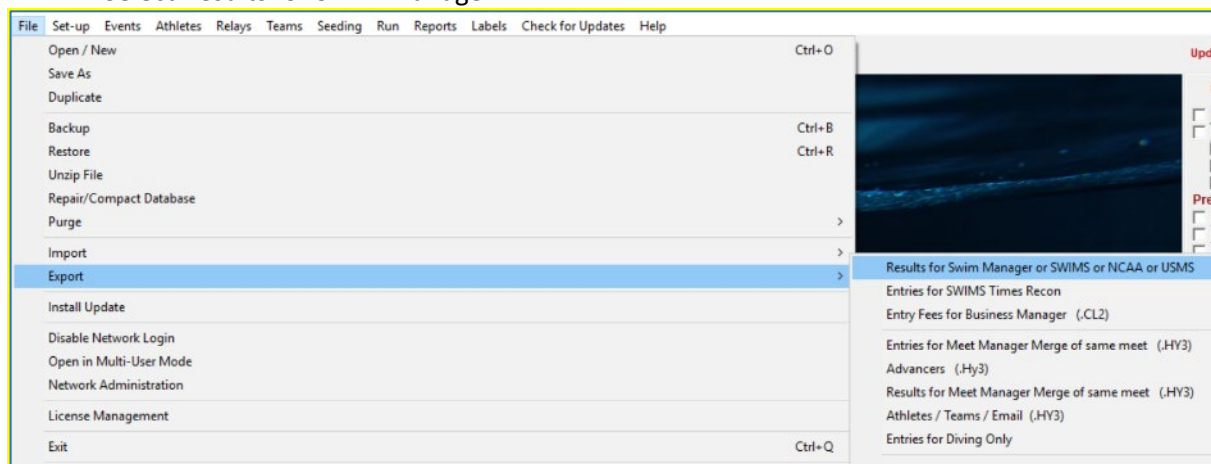 File Set-up Events Athletes Relays Teams Seeding Run Reports Labels Check for Updates Help
Open / New Ctrl+O
Save As
Duplicate
Backup Ctrl+B
Restore Ctrl+R
Unzip File
Repair/Compact Database
Purge >
Import >
Export >
Install Update
Disable Network Login
Open in Multi-User Mode
Network Administration
License Management
Exit Ctrl+Q
Upd
Pre
Results for Swim Manager or SWIMS or NCAA or USMS
Entries for SWIMS Times Recon
Entry Fees for Business Manager (.CL2)
Entries for Meet Manager Merge of same meet (.HY3)
Advancers (.Hy3)
Results for Meet Manager Merge of same meet (.HY3)
Athletes / Teams / Email (.HY3)
Entries for Diving Only